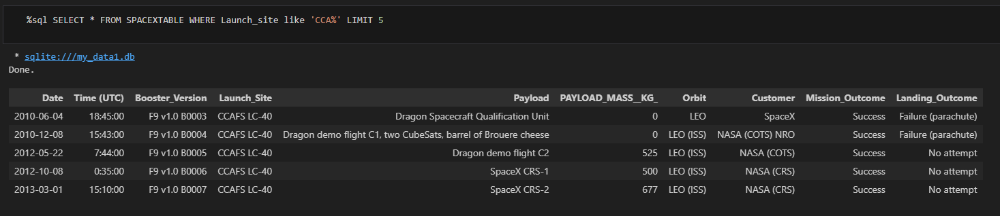 %sql SELECT * FROM SPACEXTABLE WHERE Launch_site like 'CCA%' LIMIT 5
* sqlite:///my_data1.db
Done.
Date Time (UTC) Booster_Version Launch_Site Payload PAYLOAD_MASS__KG_ Orbit Customer Mission_Outcome Landing_Outcome
2010-06-04 18:45:00 F9 v1.0 B0003 CCAFS LC-40 Dragon Spacecraft Qualification Unit 0 LEO SpaceX Success Failure (parachute)
2010-12-08 15:43:00 F9 v1.0 B0004 CCAFS LC-40 Dragon demo flight C1, two CubeSats, barrel of Brouere cheese 0 LEO (ISS) NASA (COTS) NRO Success Failure (parachute)
2012-05-22 7:44:00 F9 v1.0 B0005 CCAFS LC-40 Dragon demo flight C2 525 LEO (ISS) NASA (COTS) Success No attempt
2012-10-08 0:35:00 F9 v1.0 B0006 CCAFS LC-40 SpaceX CRS-1 500 LEO (ISS) NASA (CRS) Success No attempt
2013-03-01 15:10:00 F9 v1.0 B0007 CCAFS LC-40 SpaceX CRS-2 677 LEO (ISS) NASA (CRS) Success No attempt